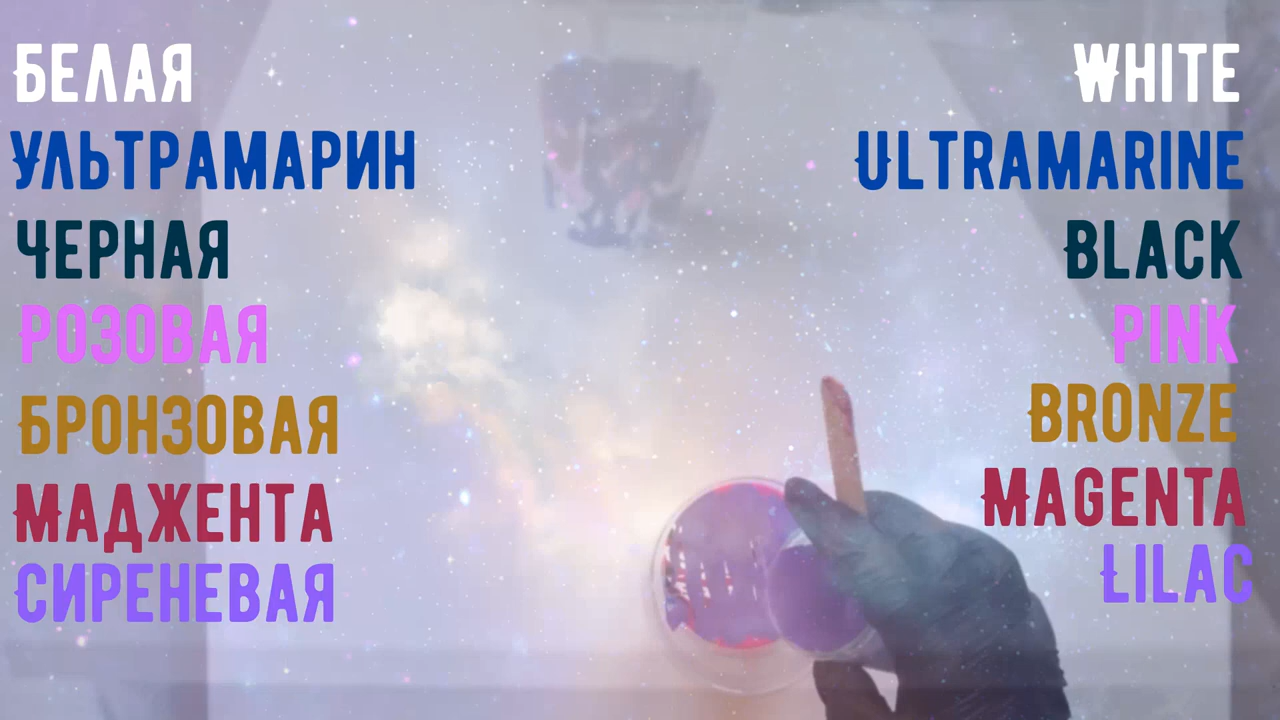 БЕЛАЯ
WHITE
УЛЬТРАМАРИН
ULTRAMARINE
ЧЕРНАЯ
BLACK
РОЗОВАЯ
PINK
БРОНЗОВАЯ
BRONZE
МАДЖЕНТА
MAGENTA
СИРЕНЕВАЯ
LILAC